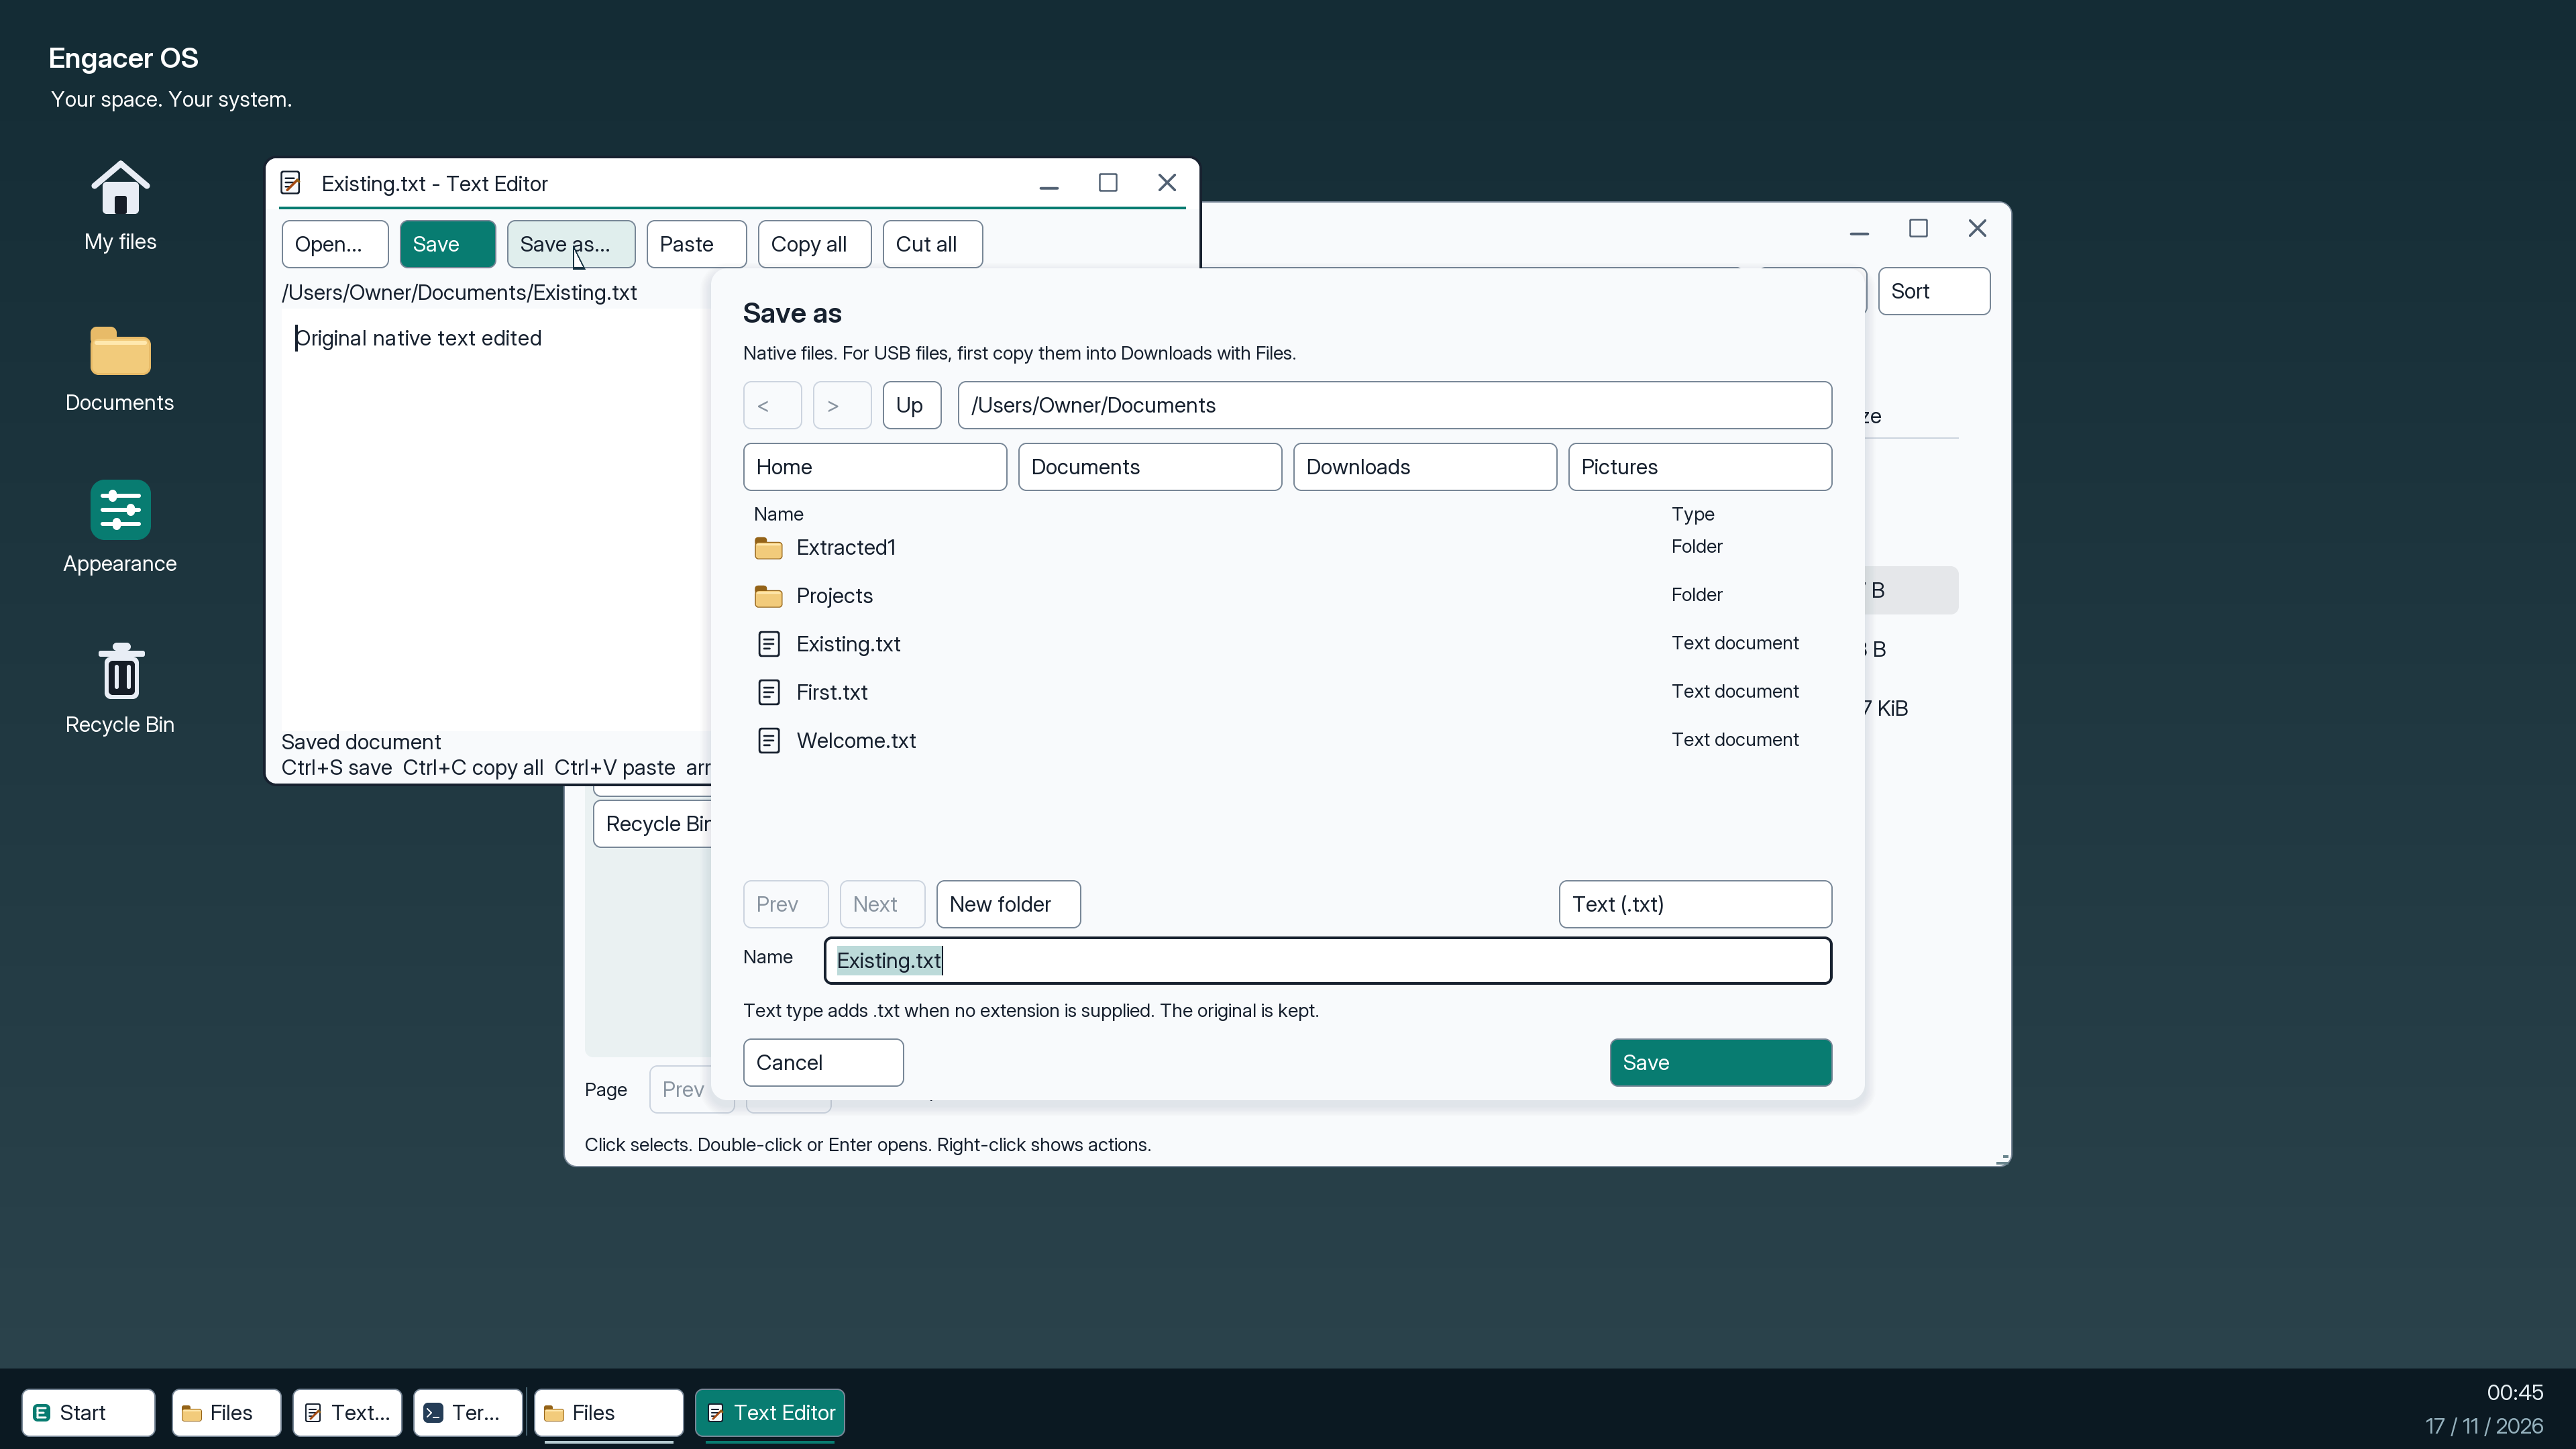 Engacer OS
Your space. Your system.
My files
Documents
Appearance
Recycle Bin
Existing.txt - Text Editor
Open...
Save
Save as...
Paste
Copy all
Cut all
/Users/Owner/Documents/Existing.txt
Original native text edited
Saved document
Ctrl+S save Ctrl+C copy all Ctrl+V paste
Sort
B
B
KiB
Recycle Bin
Page
Prev
Click selects. Double-click or Enter opens. Right-click shows actions.
Save as
Native files. For USB files, first copy them into Downloads with Files.
<
>
Up
/Users/Owner/Documents
Home
Documents
Downloads
Pictures
Name Type
Extracted1 Folder
Projects Folder
Existing.txt Text document
First.txt Text document
Welcome.txt Text document
Prev
Next
New folder
Text (.txt)
Name
Existing.txt
Text type adds .txt when no extension is supplied. The original is kept.
Cancel
Save
Start
Files
Text...
Ter...
Files
Text Editor
00:45
17 / 11 / 2026